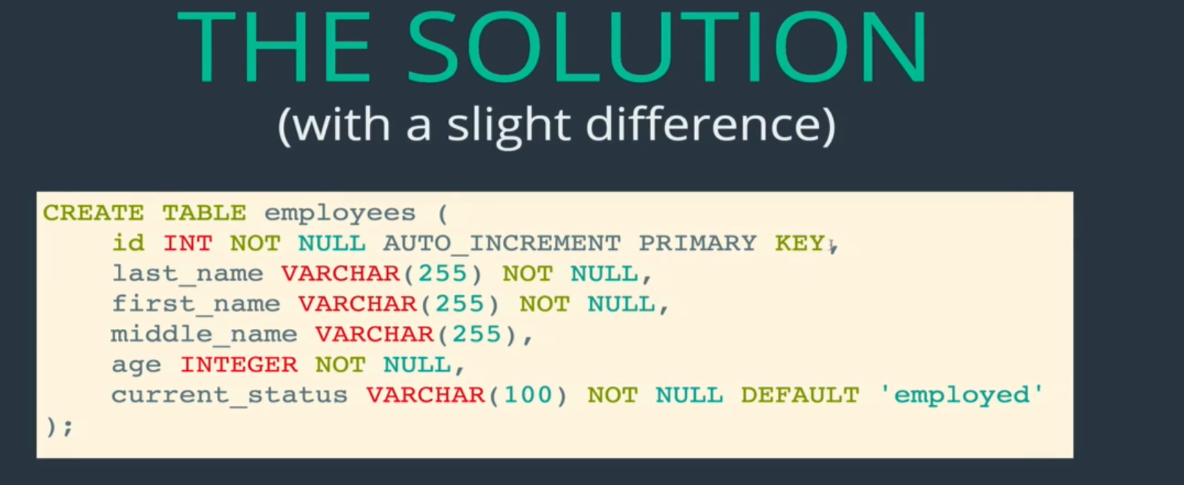 THE SOLUTION
(with a slight difference)
CREATE TABLE employees (
id INT NOT NULL AUTO_INCREMENT PRIMARY KEY,
last_name VARCHAR(255) NOT NULL,
first_name VARCHAR(255) NOT NULL,
middle_name VARCHAR(255),
age INTEGER NOT NULL,
current_status VARCHAR(100) NOT NULL DEFAULT 'employed'
);